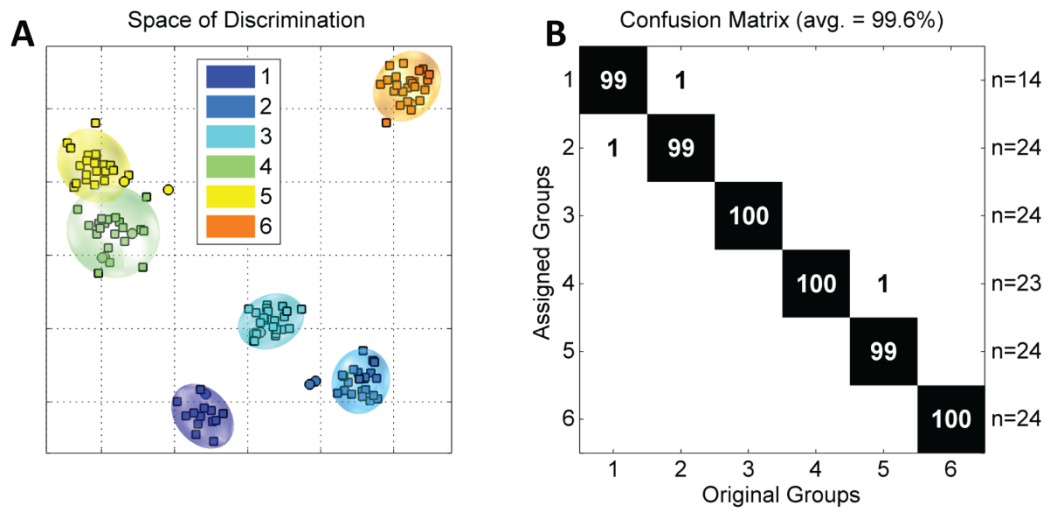 A
Space of Discrimination
1
2
3
4
5
6
B
Confusion Matrix (avg. = 99.6%)
Assigned Groups
1 99 1 n=14
2 1 99 n=24
3 100 n=24
4 100 1 n=23
5 99 n=24
6 100 n=24
1 2 3 4 5 6
Original Groups